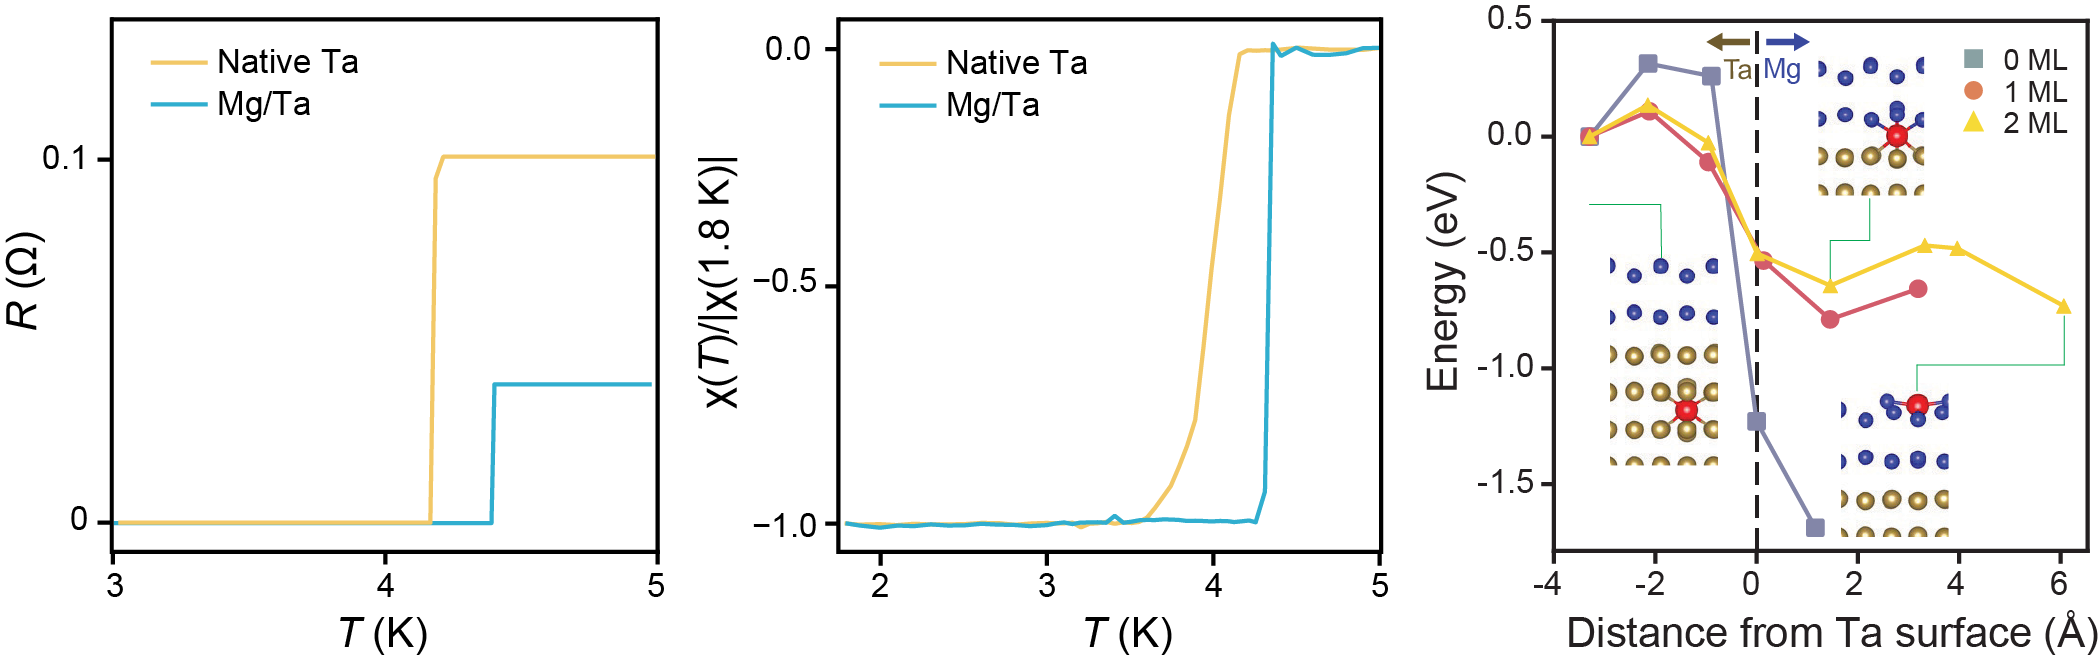 Native Ta
Mg/Ta
0.1
0
R (Ω)
3
4
5
T (K)
Native Ta
Mg/Ta
0.0
−0.5
−1.0
χ(T)/|χ(1.8 K)|
2
3
4
5
T (K)
0.5
0.0
-0.5
-1.0
-1.5
Energy (eV)
Ta Mg
0 ML
1 ML
2 ML
-4
-2
0
2
4
6
Distance from Ta surface (Å)